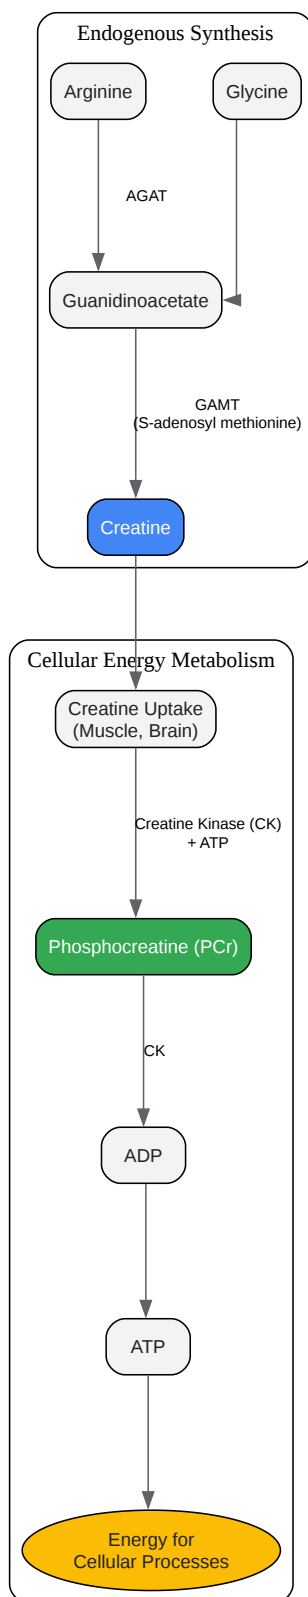 Endogenous Synthesis
Arginine
Glycine
AGAT
Guanidinoacetate
GAMT
(S-adenosyl methionine)
Creatine
Cellular Energy Metabolism
Creatine Uptake
(Muscle, Brain)
Creatine Kinase (CK)
+ ATP
Phosphocreatine (PCr)
CK
ADP
ATP
Energy for
Cellular Processes